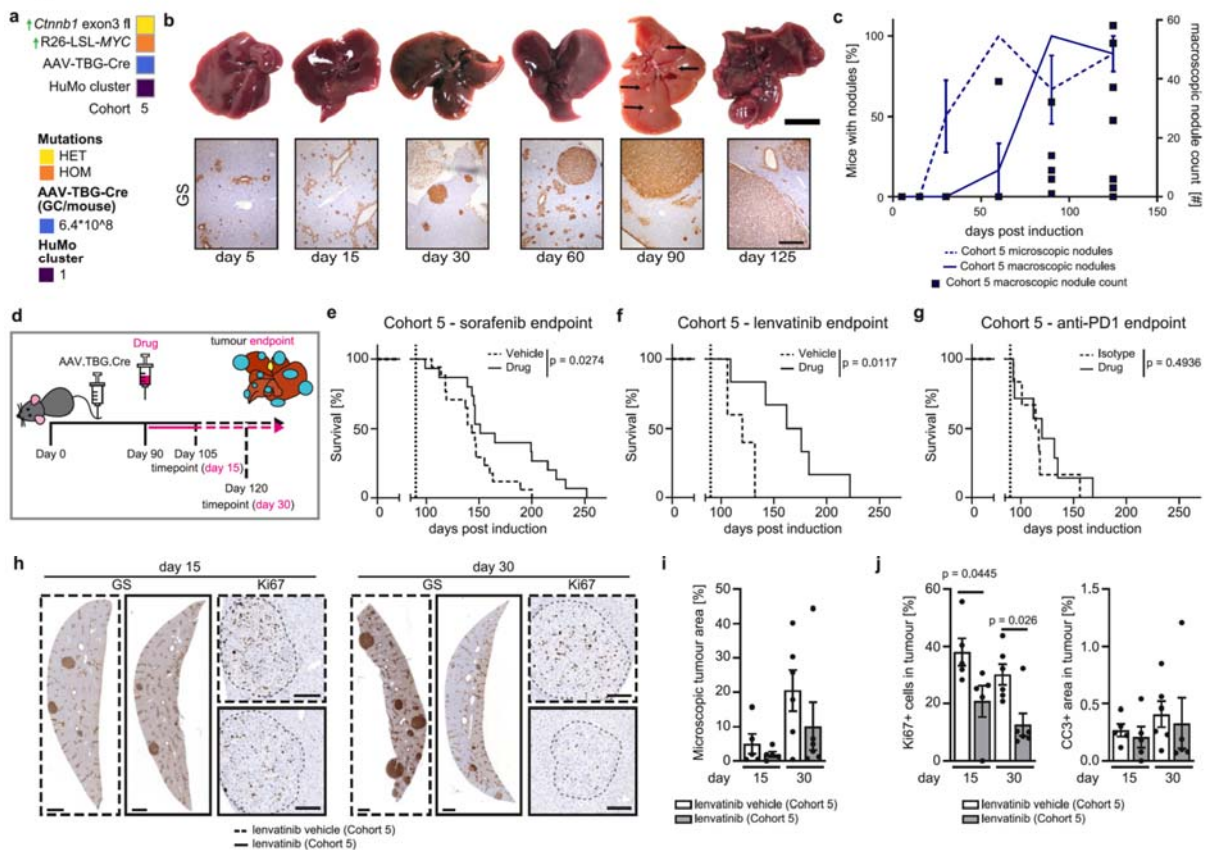 a
↑Ctnnb1 exon3 fl
↑R26-LSL-MYC
AAV-TBG-Cre
HuMo cluster
Cohort 5
Mutations
HET
HOM
AAV-TBG-Cre
(GC/mouse)
6.4*10^8
HuMo
cluster
1
b
GS
day 5
day 15
day 30
day 60
day 90
day 125
c
Mice with nodules [%]
100
50
0
0
50
100
150
days post induction
60
40
20
0
macroscopic nodule count
[#]
Cohort 5 microscopic nodules
Cohort 5 macroscopic nodules
Cohort 5 macroscopic nodule count
d
AAV.TBG.Cre
Drug
tumour endpoint
Day 0
Day 90
Day 105
timepoint (day 15)
Day 120
timepoint (day 30)
e
Cohort 5 - sorafenib endpoint
Vehicle
Drug
p = 0.0274
Survival [%]
100
50
0
0
100
150
200
250
days post induction
f
Cohort 5 - lenvatinib endpoint
Vehicle
Drug
p = 0.0117
Survival [%]
100
50
0
0
100
150
200
250
days post induction
g
Cohort 5 - anti-PD1 endpoint
Isotype
Drug
p = 0.4936
Survival [%]
100
50
0
0
100
150
200
250
days post induction
h
day 15
GS
Ki67
day 30
GS
Ki67
lenvatinib vehicle (Cohort 5)
lenvatinib (Cohort 5)
i
Microscopic tumour area [%]
50
40
30
20
10
0
day
15
30
lenvatinib vehicle (Cohort 5)
lenvatinib (Cohort 5)
j
Ki67+ cells in tumour [%]
60
40
20
0
p = 0.0445
p = 0.026
day
15
30
CC3+ area in tumour [%]
1.5
1.0
0.5
0.0
day
15
30
lenvatinib vehicle (Cohort 5)
lenvatinib (Cohort 5)